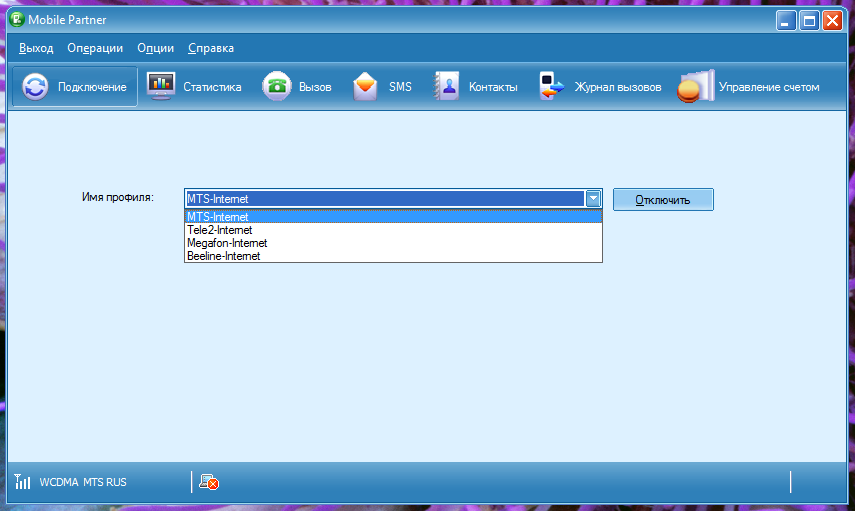 Mobile Partner
Выход Операции Опции Справка
Подключение Статистика Вызов SMS Контакты Журнал вызовов Управление счетом
Имя профиля: MTS-Internet Отключить
MTS-Internet
Tele2-Internet
Megafon-Internet
Beeline-Internet
WCDMA MTS RUS